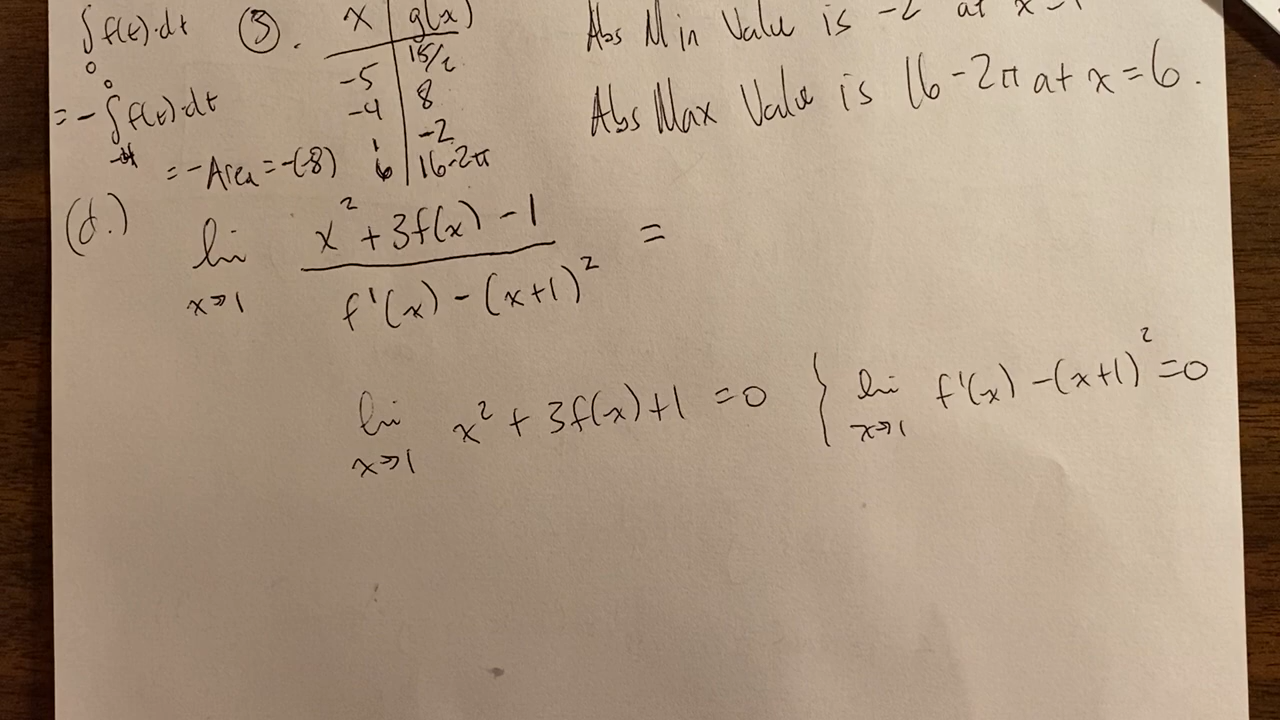 ∫₀ f(t)·dt ③. x | g(x)
Abs Min Value is -2 at x=1
-5 | 15/2
= -∫₋₄⁰ f(t)·dt -4 | 8
Abs Max Value is 16-2π at x=6.
1 | -2
= -Area = -(-8) 6 | 16-2π
(d.) lim x→1 (x² + 3f(x) - 1) / (f'(x) - (x+1)²) =
lim x→1 x² + 3f(x) + 1 = 0 } lim x→1 f'(x) - (x+1)² = 0